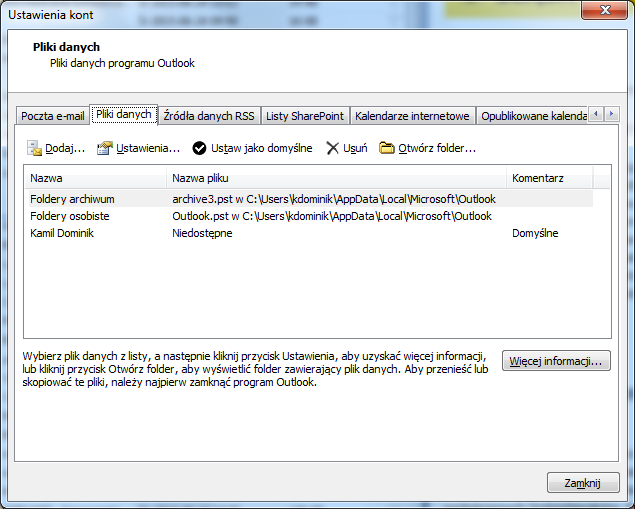 Ustawienia kont
Pliki danych
Pliki danych programu Outlook
Poczta e-mail Pliki danych Źródła danych RSS Listy SharePoint Kalendarze internetowe Opublikowane kalenda
Dodaj... Ustawienia... Ustaw jako domyślne Usuń Otwórz folder...
Nazwa Nazwa pliku Komentarz
Foldery archiwum archive3.pst w C:\Users\kdominik\AppData\Local\Microsoft\Outlook
Foldery osobiste Outlook.pst w C:\Users\kdominik\AppData\Local\Microsoft\Outlook
Kamil Dominik Niedostępne Domyślne
Wybierz plik danych z listy, a następnie kliknij przycisk Ustawienia, aby uzyskać więcej informacji,
lub kliknij przycisk Otwórz folder, aby wyświetlić folder zawierający plik danych. Aby przenieść lub
skopiować te pliki, należy najpierw zamknąć program Outlook.
Więcej informacji...
Zamknij